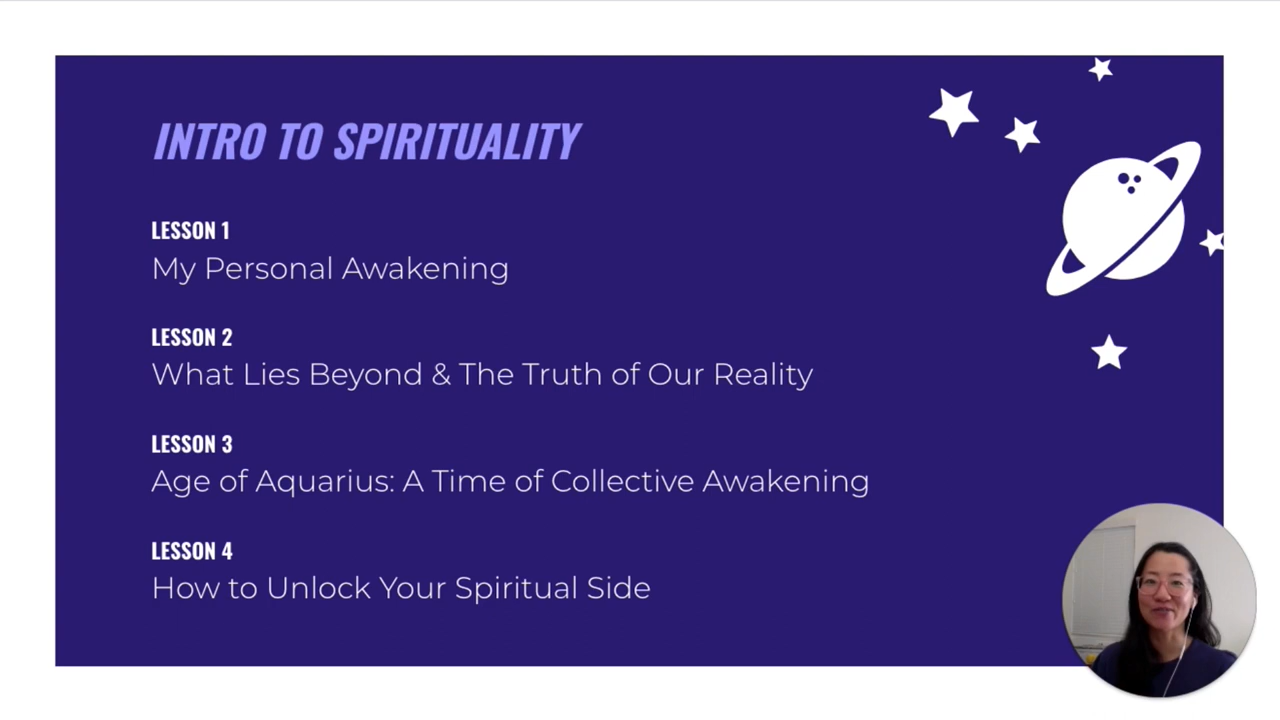 INTRO TO SPIRITUALITY
LESSON 1
My Personal Awakening
LESSON 2
What Lies Beyond & The Truth of Our Reality
LESSON 3
Age of Aquarius: A Time of Collective Awakening
LESSON 4
How to Unlock Your Spiritual Side